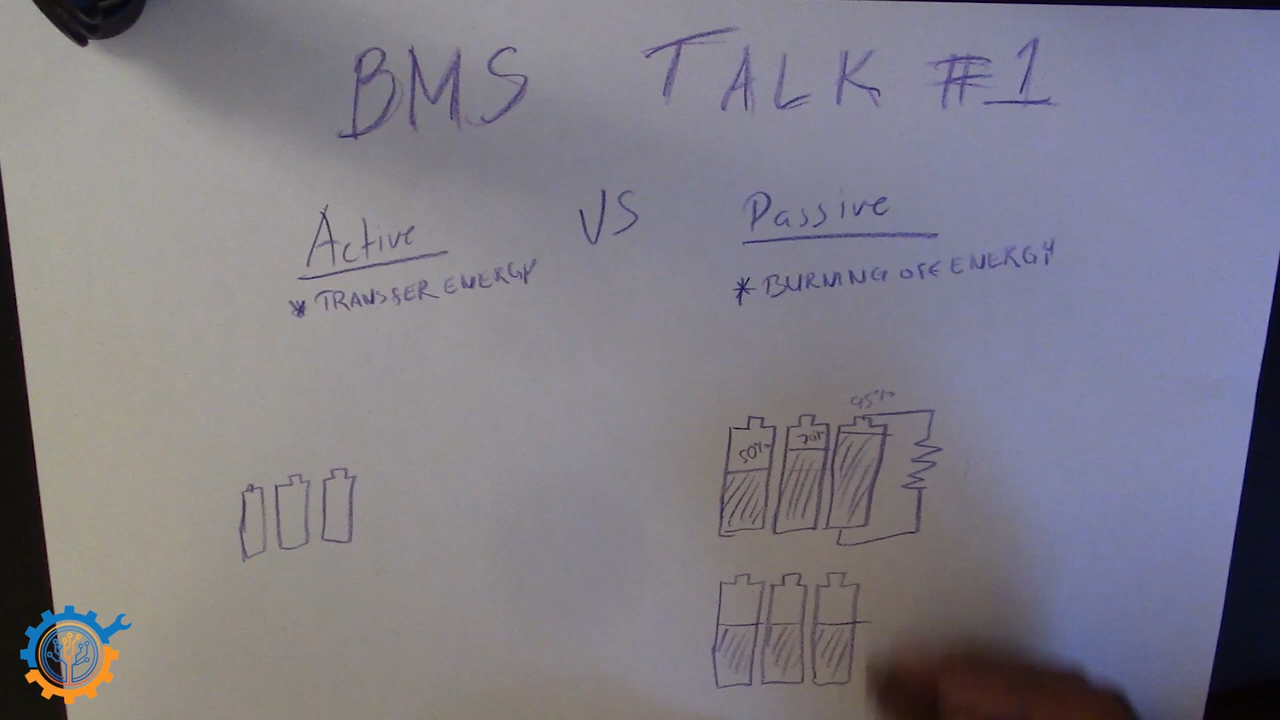 BMS TALK #1
Active VS Passive
* TRANSFER ENERGY
* BURNING OFF ENERGY
95%
50% 70%